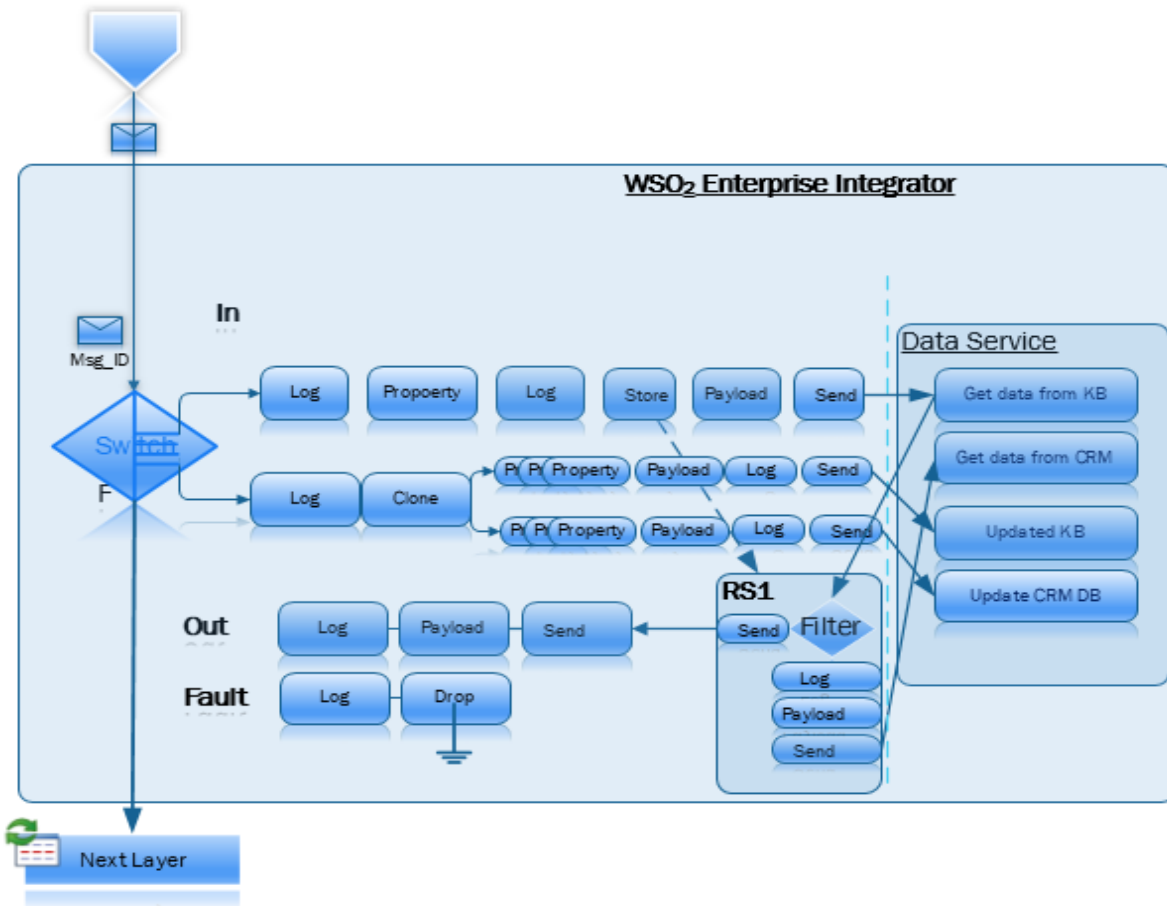 WSO2 Enterprise Integrator
In
Msg_ID
Data Service
Log Propoerty Log Store Payload Send Get data from KB
Switch
Get data from CRM
Property Payload Log Send
F Log Clone
Property Payload Log Send Updated KB
RS1
Update CRM DB
Out Log Payload Send Send Filter
Log
Fault Log Drop
Payload
Send
Next Layer